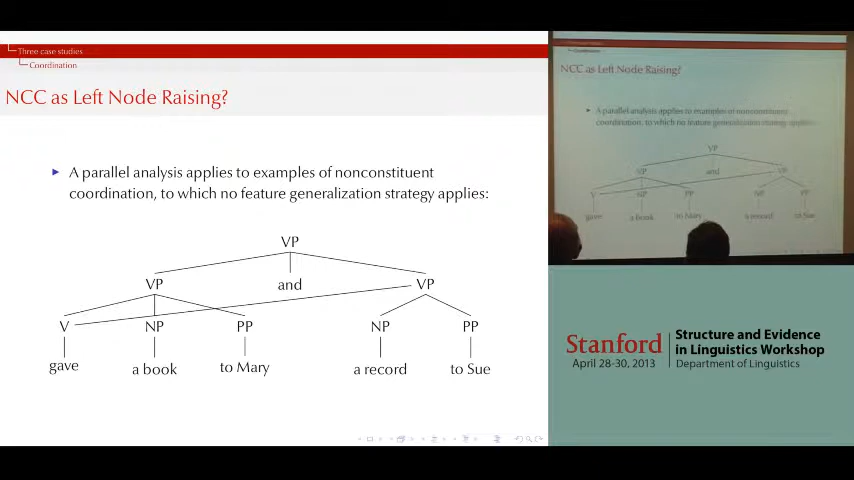 Three case studies
Coordination
NCC as Left Node Raising?
A parallel analysis applies to examples of nonconstituent
coordination, to which no feature generalization strategy applies:
VP
VP and VP
V NP PP NP PP
gave a book to Mary a record to Sue
Coordination
NCC as Left Node Raising?
A parallel analysis applies to examples of nonconstituent
coordination, to which no feature generalization strategy applies:
VP
VP and VP
V NP PP NP PP
gave a book to Mary a record to Sue
Stanford
April 28-30, 2013
Structure and Evidence
in Linguistics Workshop
Department of Linguistics